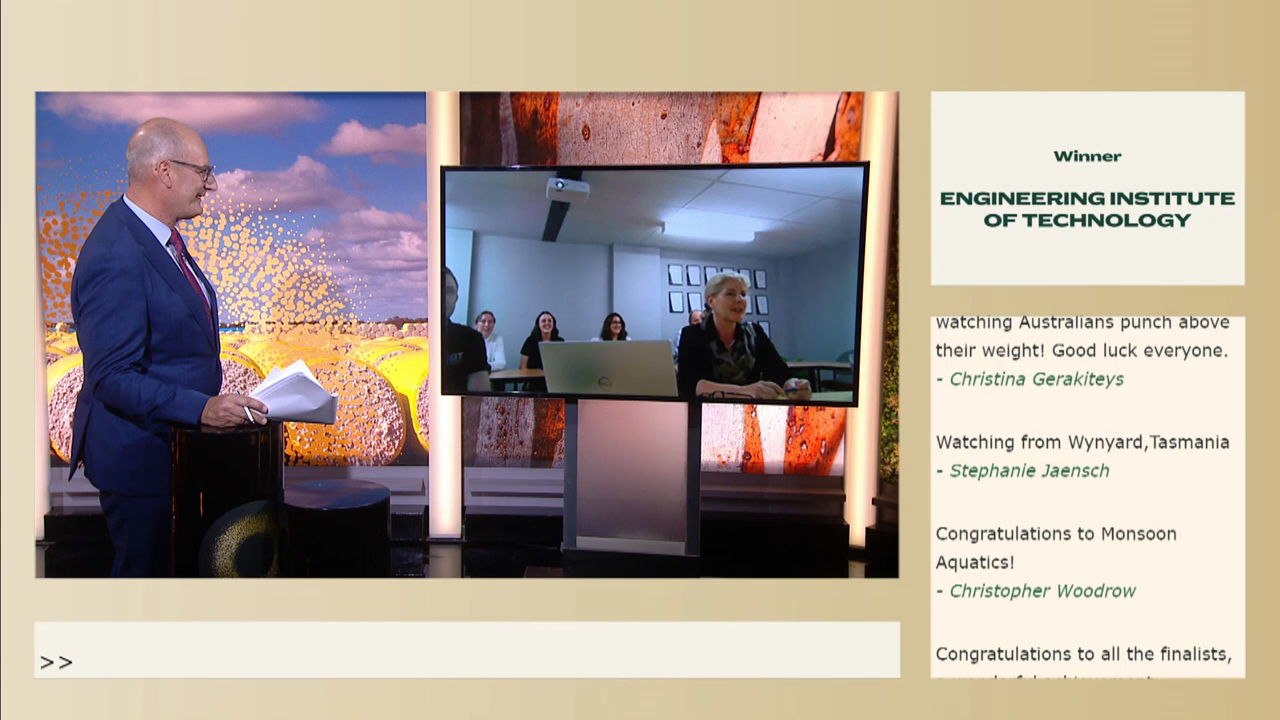 Winner
ENGINEERING INSTITUTE
OF TECHNOLOGY
watching Australians punch above
their weight! Good luck everyone.
- Christina Gerakiteys
Watching from Wynyard,Tasmania
- Stephanie Jaensch
Congratulations to Monsoon
Aquatics!
- Christopher Woodrow
Congratulations to all the finalists,
>>